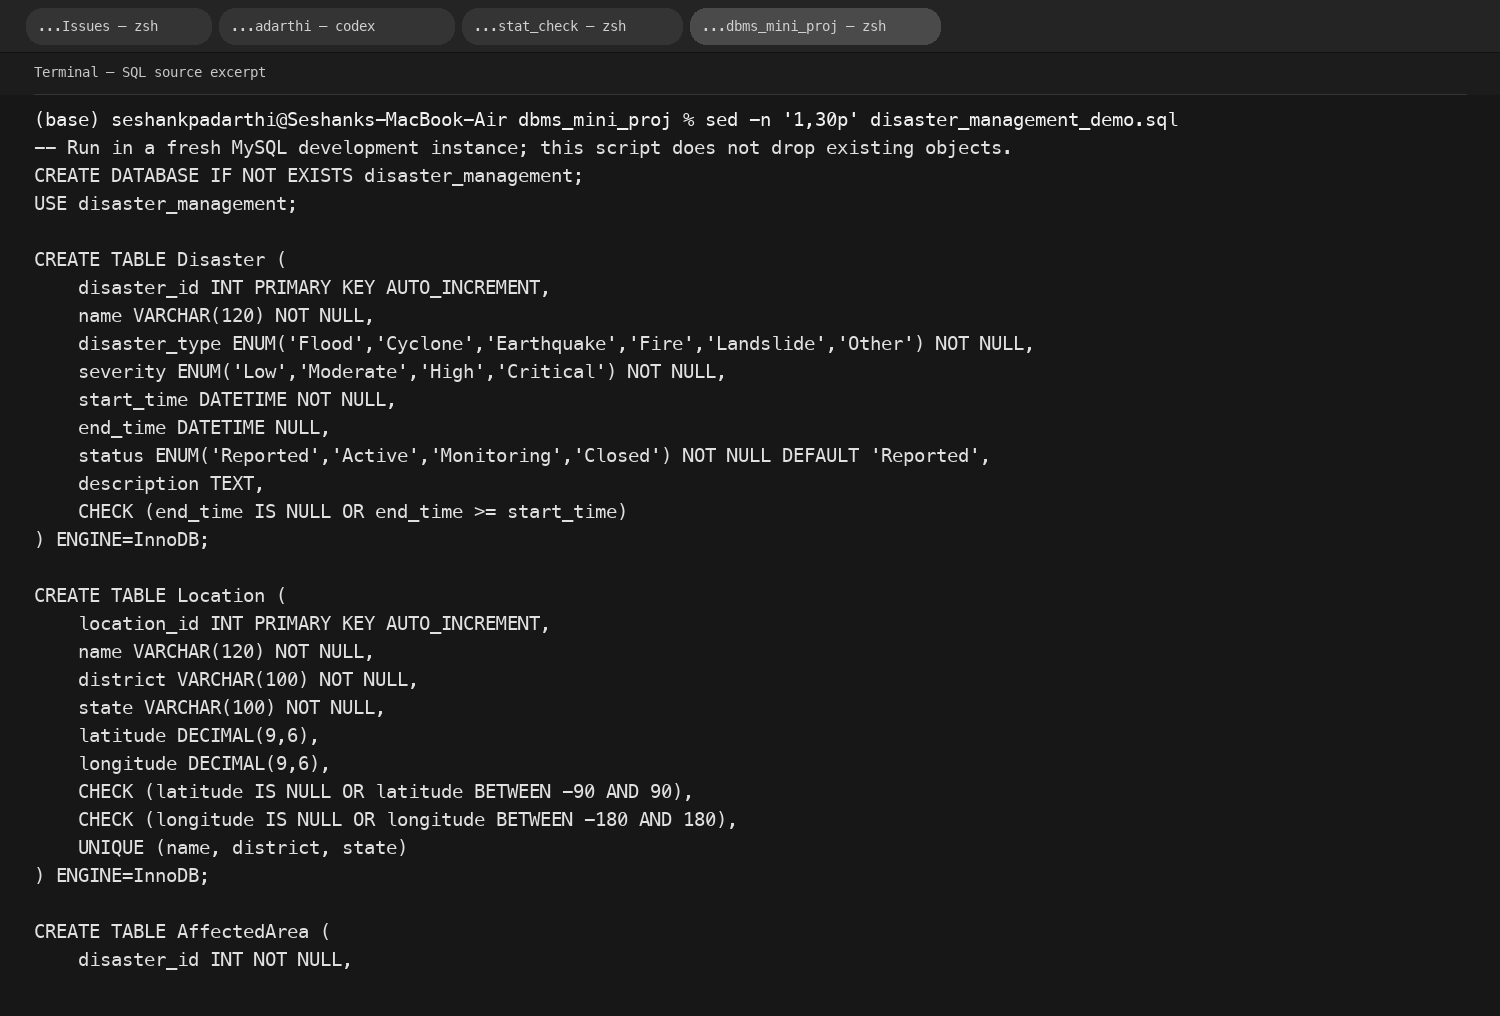 ...Issues — zsh
...adarthi — codex
...stat_check — zsh
...dbms_mini_proj — zsh
Terminal — SQL source excerpt
(base) seshankpadarthi@Seshanks-MacBook-Air dbms_mini_proj % sed -n '1,30p' disaster_management_demo.sql
-- Run in a fresh MySQL development instance; this script does not drop existing objects.
CREATE DATABASE IF NOT EXISTS disaster_management;
USE disaster_management;

CREATE TABLE Disaster (
    disaster_id INT PRIMARY KEY AUTO_INCREMENT,
    name VARCHAR(120) NOT NULL,
    disaster_type ENUM('Flood','Cyclone','Earthquake','Fire','Landslide','Other') NOT NULL,
    severity ENUM('Low','Moderate','High','Critical') NOT NULL,
    start_time DATETIME NOT NULL,
    end_time DATETIME NULL,
    status ENUM('Reported','Active','Monitoring','Closed') NOT NULL DEFAULT 'Reported',
    description TEXT,
    CHECK (end_time IS NULL OR end_time >= start_time)
) ENGINE=InnoDB;

CREATE TABLE Location (
    location_id INT PRIMARY KEY AUTO_INCREMENT,
    name VARCHAR(120) NOT NULL,
    district VARCHAR(100) NOT NULL,
    state VARCHAR(100) NOT NULL,
    latitude DECIMAL(9,6),
    longitude DECIMAL(9,6),
    CHECK (latitude IS NULL OR latitude BETWEEN -90 AND 90),
    CHECK (longitude IS NULL OR longitude BETWEEN -180 AND 180),
    UNIQUE (name, district, state)
) ENGINE=InnoDB;

CREATE TABLE AffectedArea (
    disaster_id INT NOT NULL,